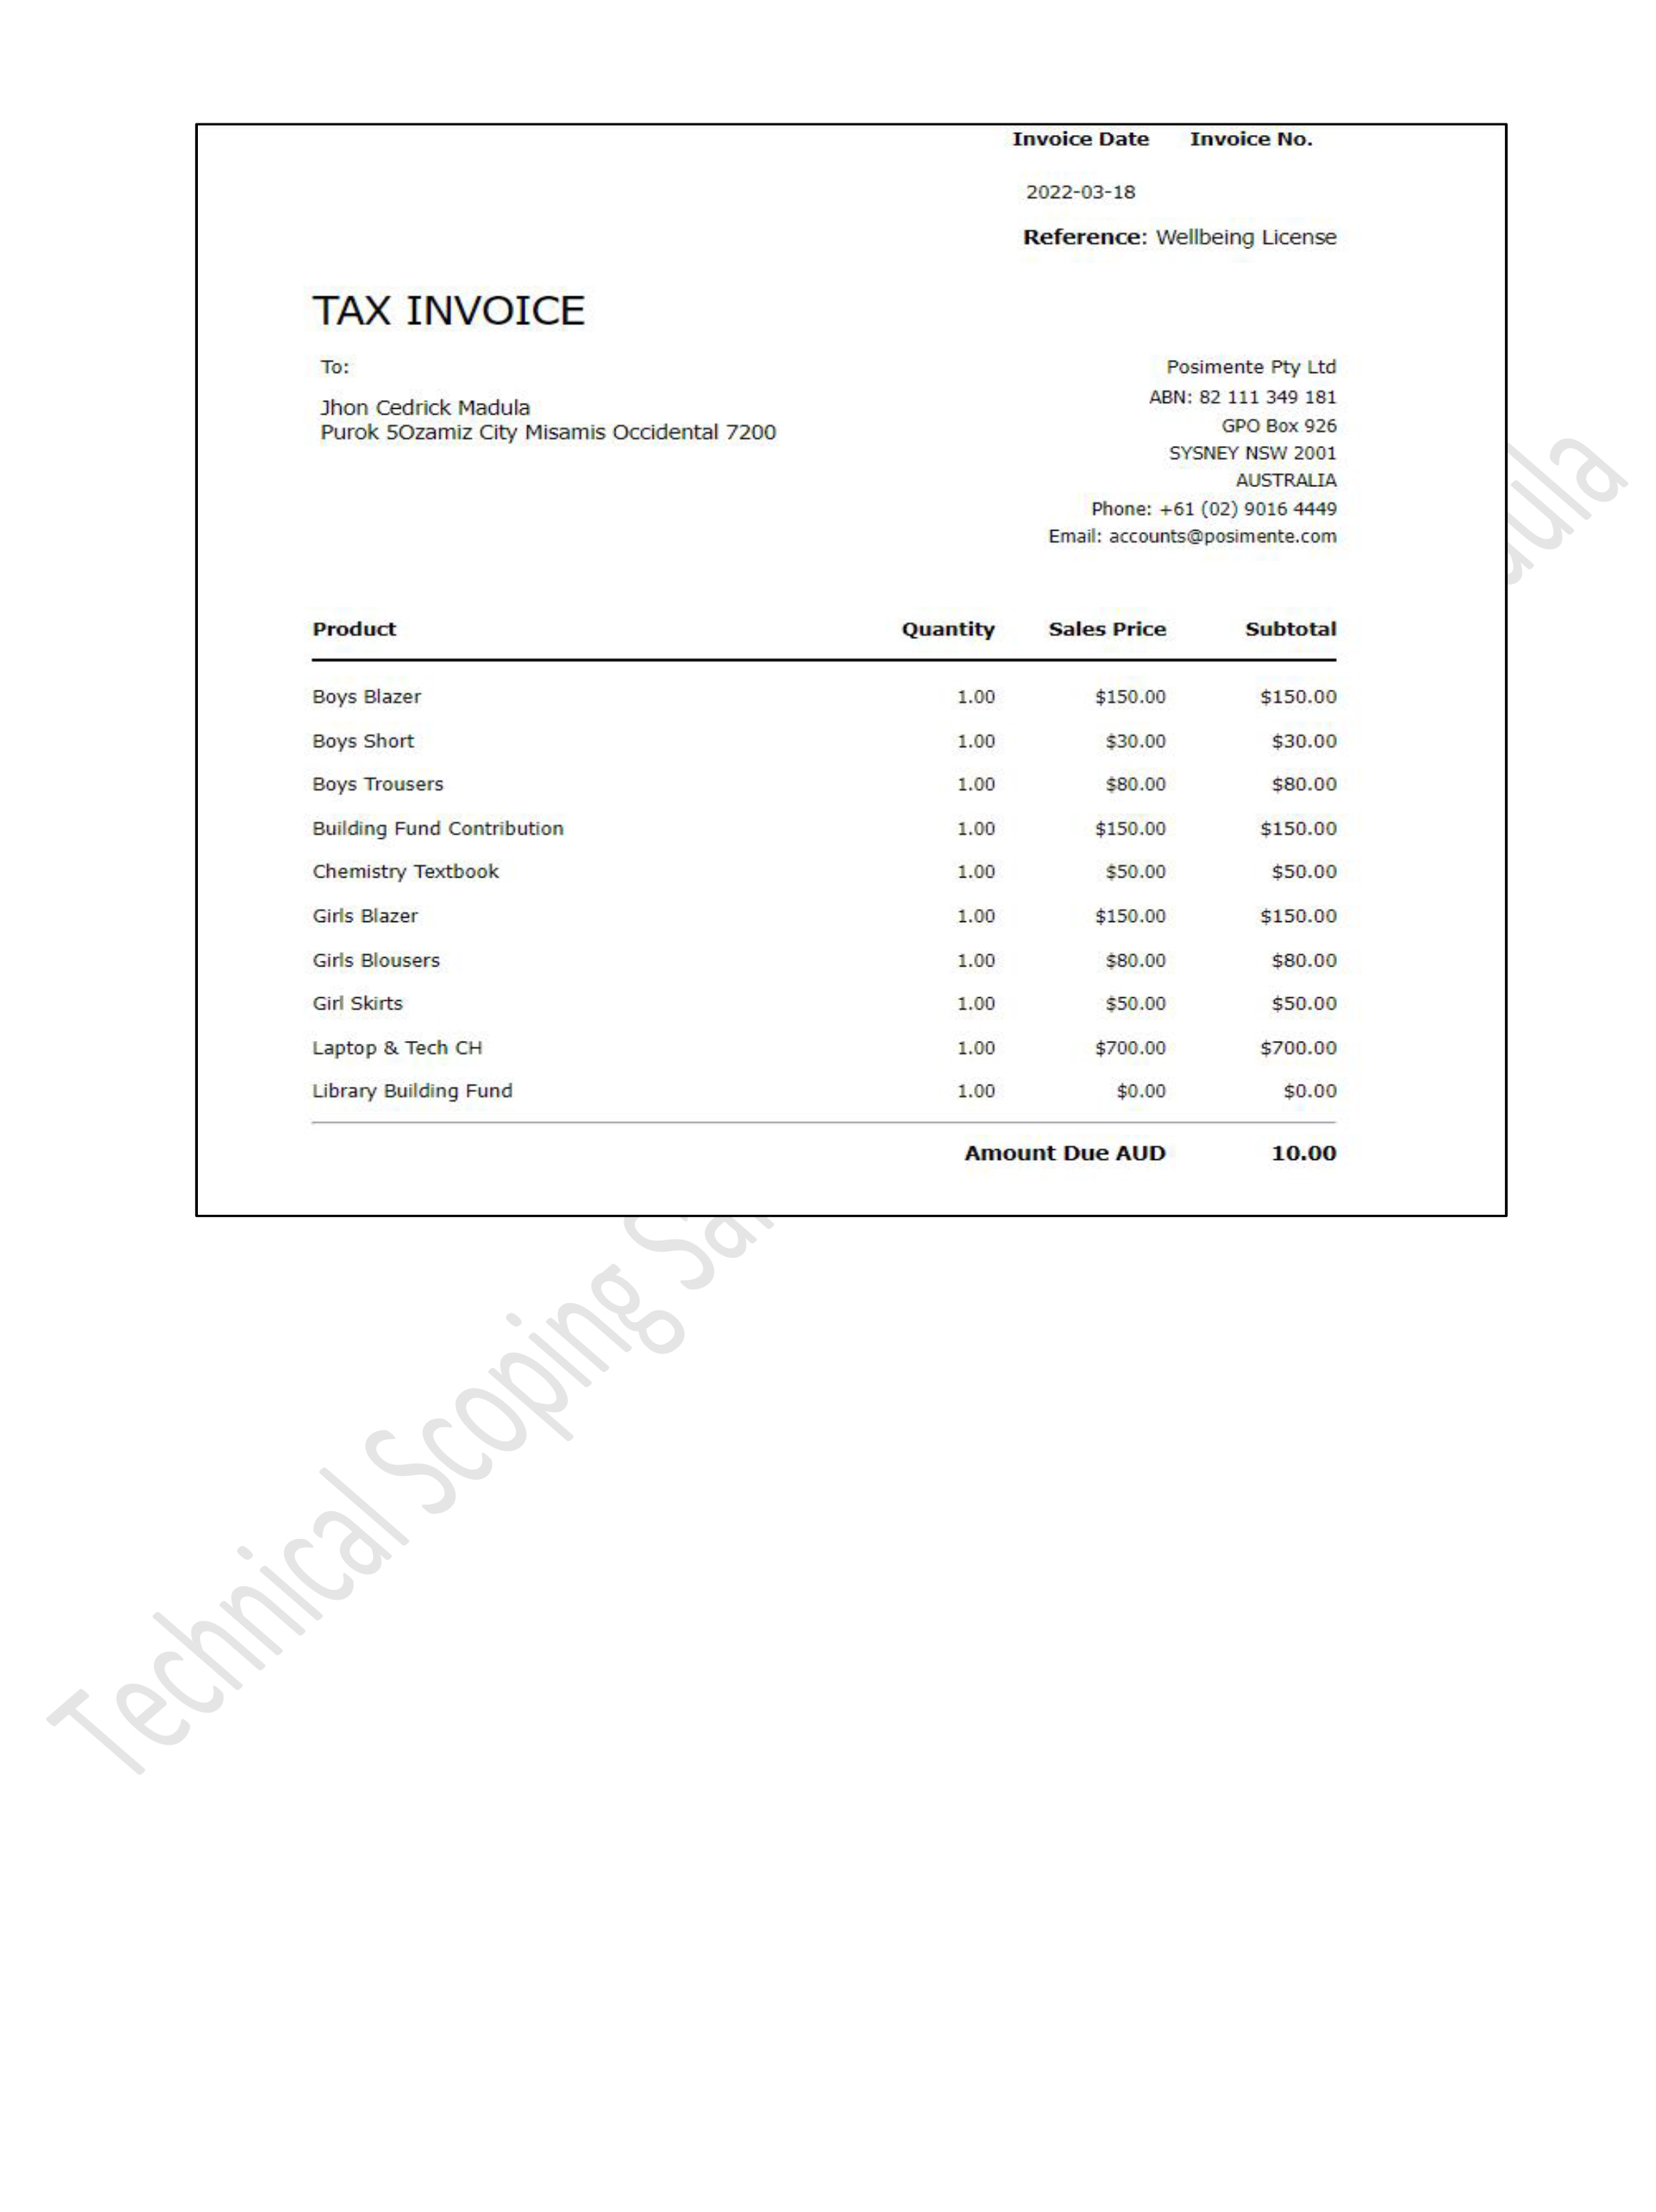 Invoice Date Invoice No.
2022-03-18
Reference: Wellbeing License
TAX INVOICE
To:
Jhon Cedrick Madula
Purok 5Ozamiz City Misamis Occidental 7200
Posimente Pty Ltd
ABN: 82 111 349 181
GPO Box 926
SYSNEY NSW 2001
AUSTRALIA
Phone: +61 (02) 9016 4449
Email: accounts@posimente.com
Product Quantity Sales Price Subtotal
Boys Blazer 1.00 $150.00 $150.00
Boys Short 1.00 $30.00 $30.00
Boys Trousers 1.00 $80.00 $80.00
Building Fund Contribution 1.00 $150.00 $150.00
Chemistry Textbook 1.00 $50.00 $50.00
Girls Blazer 1.00 $150.00 $150.00
Girls Blousers 1.00 $80.00 $80.00
Girl Skirts 1.00 $50.00 $50.00
Laptop & Tech CH 1.00 $700.00 $700.00
Library Building Fund 1.00 $0.00 $0.00
Amount Due AUD 10.00
Technical Scoping